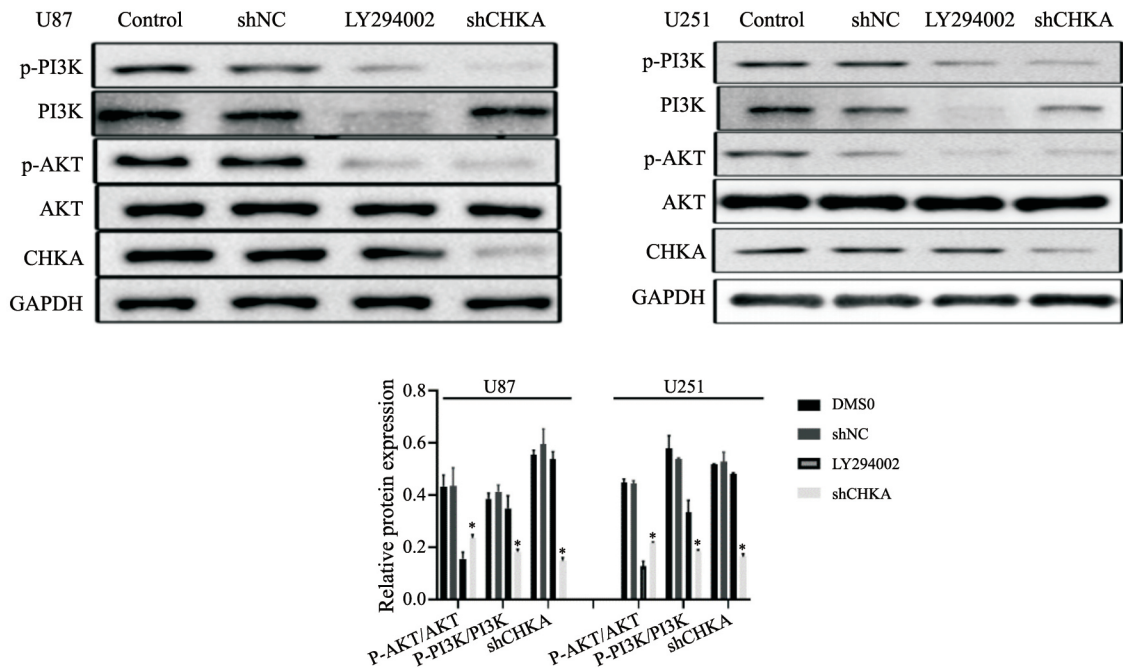 U87 Control shNC LY294002 shCHKA
p-PI3K
PI3K
p-AKT
AKT
CHKA
GAPDH
U251 Control shNC LY294002 shCHKA
p-PI3K
PI3K
p-AKT
AKT
CHKA
GAPDH
Relative protein expression
0.8
0.6
0.4
0.2
0.0
U87
U251
* * * * * *
P-AKT/AKT
P-PI3K/PI3K
shCHKA
P-AKT/AKT
P-PI3K/PI3K
shCHKA
DMS0
shNC
LY294002
shCHKA